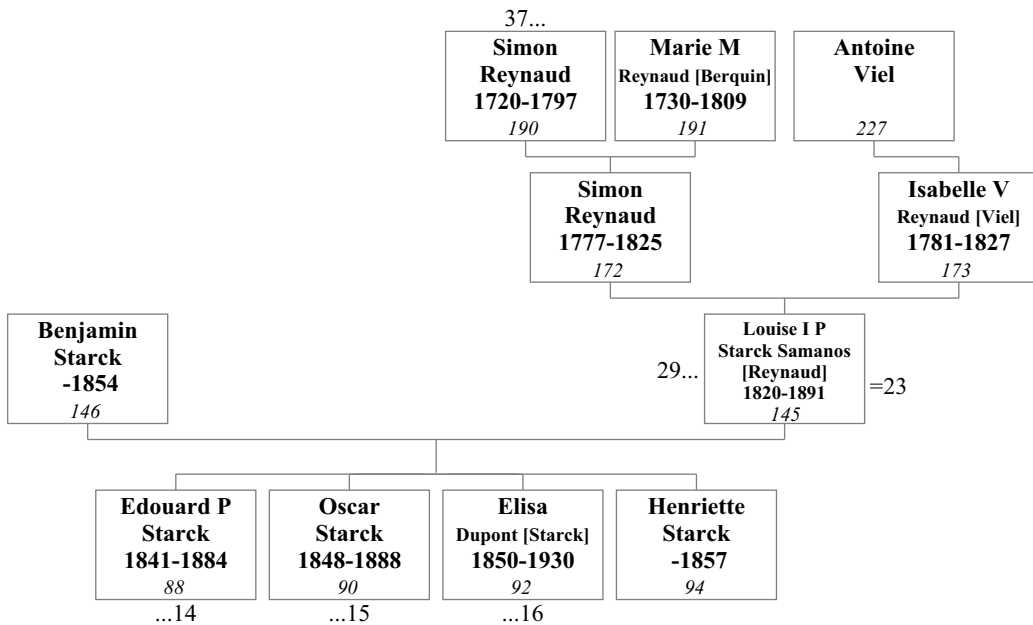 37...
Simon
Reynaud
1720-1797
190
Marie M
Reynaud [Berquin]
1730-1809
191
Antoine
Viel
227
Simon
Reynaud
1777-1825
172
Isabelle V
Reynaud [Viel]
1781-1827
173
Benjamin
Starck
-1854
146
29...
Louise I P
Starck Samanos
[Reynaud]
1820-1891
145
=23
Edouard P
Starck
1841-1884
88
...14
Oscar
Starck
1848-1888
90
...15
Elisa
Dupont [Starck]
1850-1930
92
...16
Henriette
Starck
-1857
94